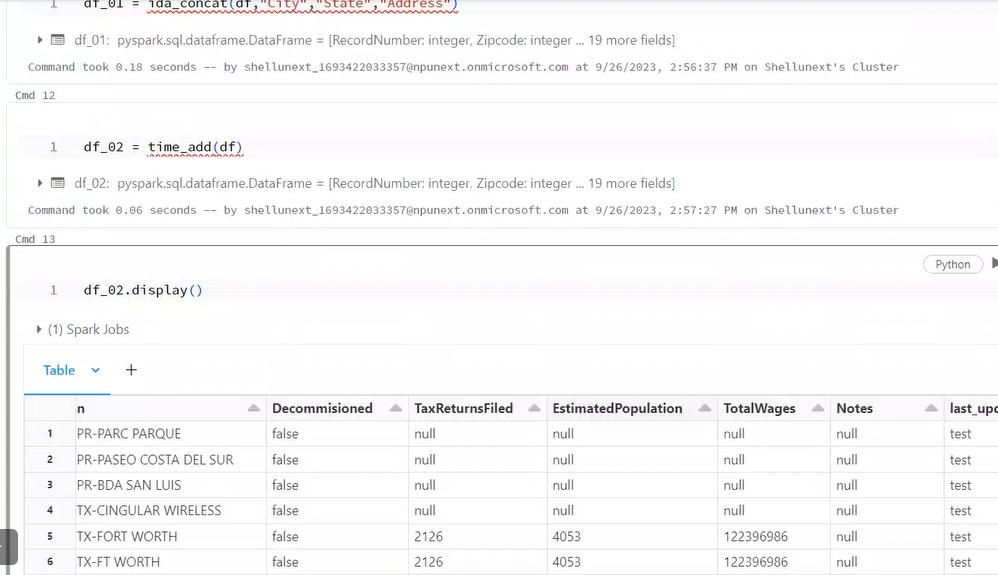 1 df_01 = ida_concat(df,"City","State","Address")
df_01: pyspark.sql.dataframe.DataFrame = [RecordNumber: integer, Zipcode: integer ... 19 more fields]
Command took 0.18 seconds -- by shellunext_1693422033357@npunext.onmicrosoft.com at 9/26/2023, 2:56:37 PM on Shellunext's Cluster
Cmd 12
1 df_02 = time_add(df)
df_02: pyspark.sql.dataframe.DataFrame = [RecordNumber: integer, Zipcode: integer ... 19 more fields]
Command took 0.06 seconds -- by shellunext_1693422033357@npunext.onmicrosoft.com at 9/26/2023, 2:57:27 PM on Shellunext's Cluster
Cmd 13
Python
1 df_02.display()
(1) Spark Jobs
Table +
n Decommisioned TaxReturnsFiled EstimatedPopulation TotalWages Notes last_upd
1 PR-PARC PARQUE false null null null null test
2 PR-PASEO COSTA DEL SUR false null null null null test
3 PR-BDA SAN LUIS false null null null null test
4 TX-CINGULAR WIRELESS false null null null null test
5 TX-FORT WORTH false 2126 4053 122396986 null test
6 TX-FT WORTH false 2126 4053 122396986 null test